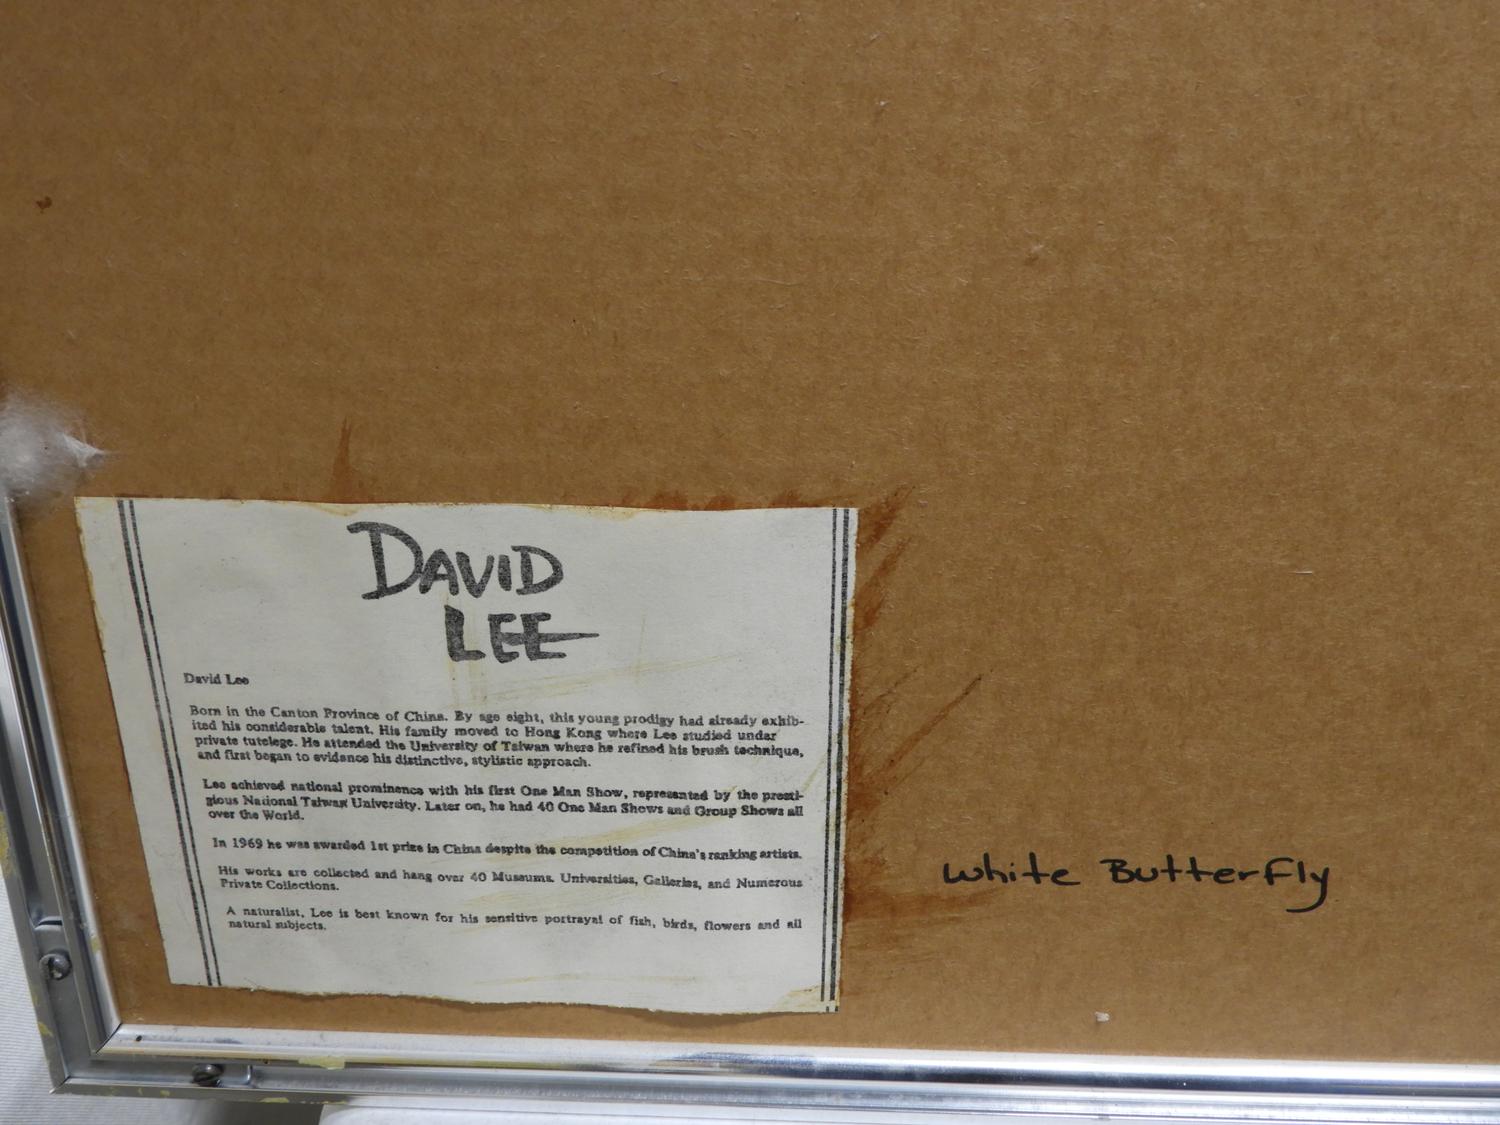 DAVID
LEE
David Lee
Born in the Canton Province of China. By age eight, this young prodigy had already exhib-
ited his considerable talent. His family moved to Hong Kong where Lee studied under
private tutelege. He attended the University of Taiwan where he refined his brush technique,
and first began to evidence his distinctive, stylistic approach.
Lee achieved national prominence with his first One Man Show, represented by the presti-
gious National Taiwan University. Later on, he had 40 One Man Shows and Group Shows all
over the World.
In 1969 he was awarded 1st prize in China despite the competition of China's ranking artists.
His works are collected and hang over 40 Museums. Universities, Galleries, and Numerous
Private Collections.
A naturalist, Lee is best known for his sensitive portrayal of fish, birds, flowers and all
natural subjects.
White Butterfly